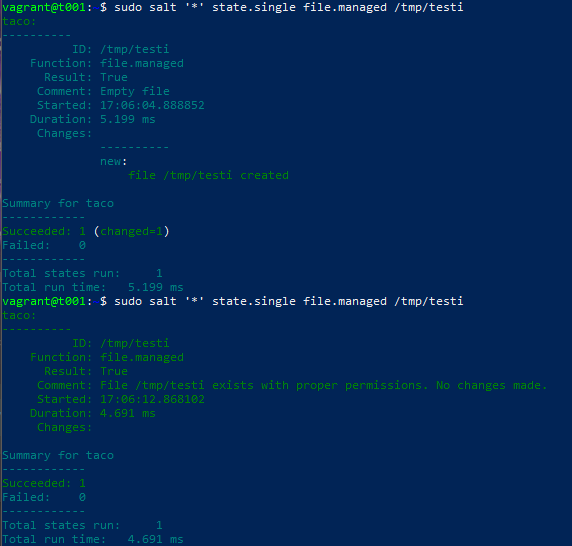 vagrant@t001: $ sudo salt '*' state.single file.managed /tmp/testi
taco:
----------
          ID: /tmp/testi
    Function: file.managed
      Result: True
     Comment: Empty file
     Started: 17:06:04.888852
    Duration: 5.199 ms
     Changes:
              ----------
              new:
                  file /tmp/testi created

Summary for taco
------------
Succeeded: 1 (changed=1)
Failed:    0
------------
Total states run:     1
Total run time:   5.199 ms
vagrant@t001: $ sudo salt '*' state.single file.managed /tmp/testi
taco:
----------
          ID: /tmp/testi
    Function: file.managed
      Result: True
     Comment: File /tmp/testi exists with proper permissions. No changes made.
     Started: 17:06:12.868102
    Duration: 4.691 ms
     Changes:

Summary for taco
------------
Succeeded: 1
Failed:    0
------------
Total states run:     1
Total run time:   4.691 ms